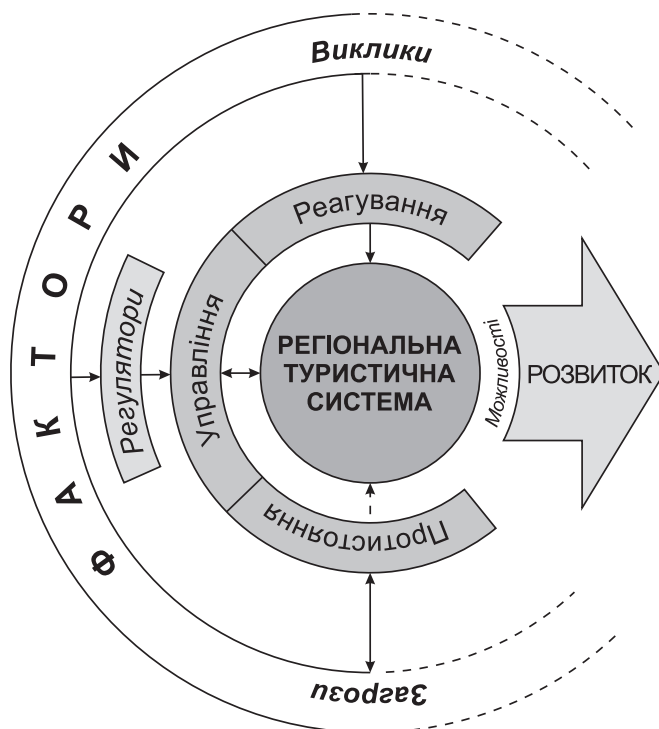 Виклики
ФАКТОРИ
Реагування
Регулятори
Управління
РЕГІОНАЛЬНА
ТУРИСТИЧНА
СИСТЕМА
Можливості
РОЗВИТОК
Протистояння
Загрози